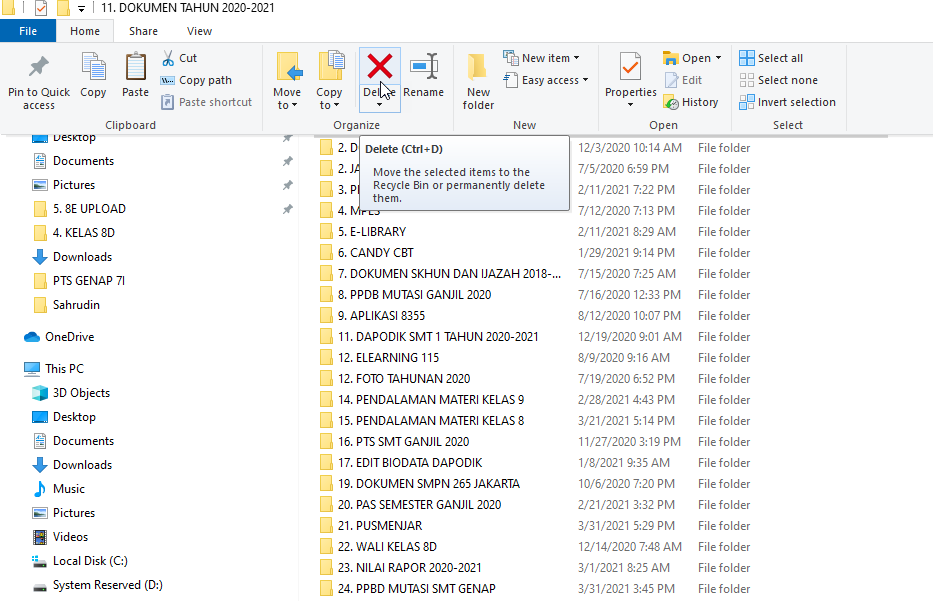 11. DOKUMEN TAHUN 2020-2021
File Home Share View
Pin to Quick access
Copy
Paste
Cut
Copy path
Paste shortcut
Clipboard
Move to
Copy to
Delete
Rename
Organize
New folder
New item
Easy access
New
Properties
Open
Edit
History
Open
Select all
Select none
Invert selection
Select
Delete (Ctrl+D)
Move the selected items to the
Recycle Bin or permanently delete
them.
Desktop
Documents
Pictures
5. 8E UPLOAD
4. KELAS 8D
Downloads
PTS GENAP 7I
Sahrudin
OneDrive
This PC
3D Objects
Desktop
Documents
Downloads
Music
Pictures
Videos
Local Disk (C:)
System Reserved (D:)
2. D 12/3/2020 10:14 AM File folder
2. JA 7/5/2020 6:59 PM File folder
3. P 2/11/2021 7:22 PM File folder
4. MPLS 7/12/2020 7:13 PM File folder
5. E-LIBRARY 2/11/2021 8:29 AM File folder
6. CANDY CBT 1/29/2021 9:14 PM File folder
7. DOKUMEN SKHUN DAN IJAZAH 2018-... 7/15/2020 7:25 AM File folder
8. PPDB MUTASI GANJIL 2020 7/16/2020 12:33 PM File folder
9. APLIKASI 8355 8/12/2020 10:07 PM File folder
11. DAPODIK SMT 1 TAHUN 2020-2021 12/19/2020 9:01 AM File folder
12. ELEARNING 115 8/9/2020 9:16 AM File folder
12. FOTO TAHUNAN 2020 7/19/2020 6:52 PM File folder
14. PENDALAMAN MATERI KELAS 9 2/28/2021 4:43 PM File folder
15. PENDALAMAN MATERI KELAS 8 3/21/2021 5:14 PM File folder
16. PTS SMT GANJIL 2020 11/27/2020 3:19 PM File folder
17. EDIT BIODATA DAPODIK 1/8/2021 9:35 AM File folder
19. DOKUMEN SMPN 265 JAKARTA 10/6/2020 7:20 PM File folder
20. PAS SEMESTER GANJIL 2020 2/21/2021 3:32 PM File folder
21. PUSMENJAR 3/31/2021 5:29 PM File folder
22. WALI KELAS 8D 12/14/2020 7:48 AM File folder
23. NILAI RAPOR 2020-2021 3/1/2021 8:25 AM File folder
24. PPBD MUTASI SMT GENAP 3/31/2021 3:45 PM File folder